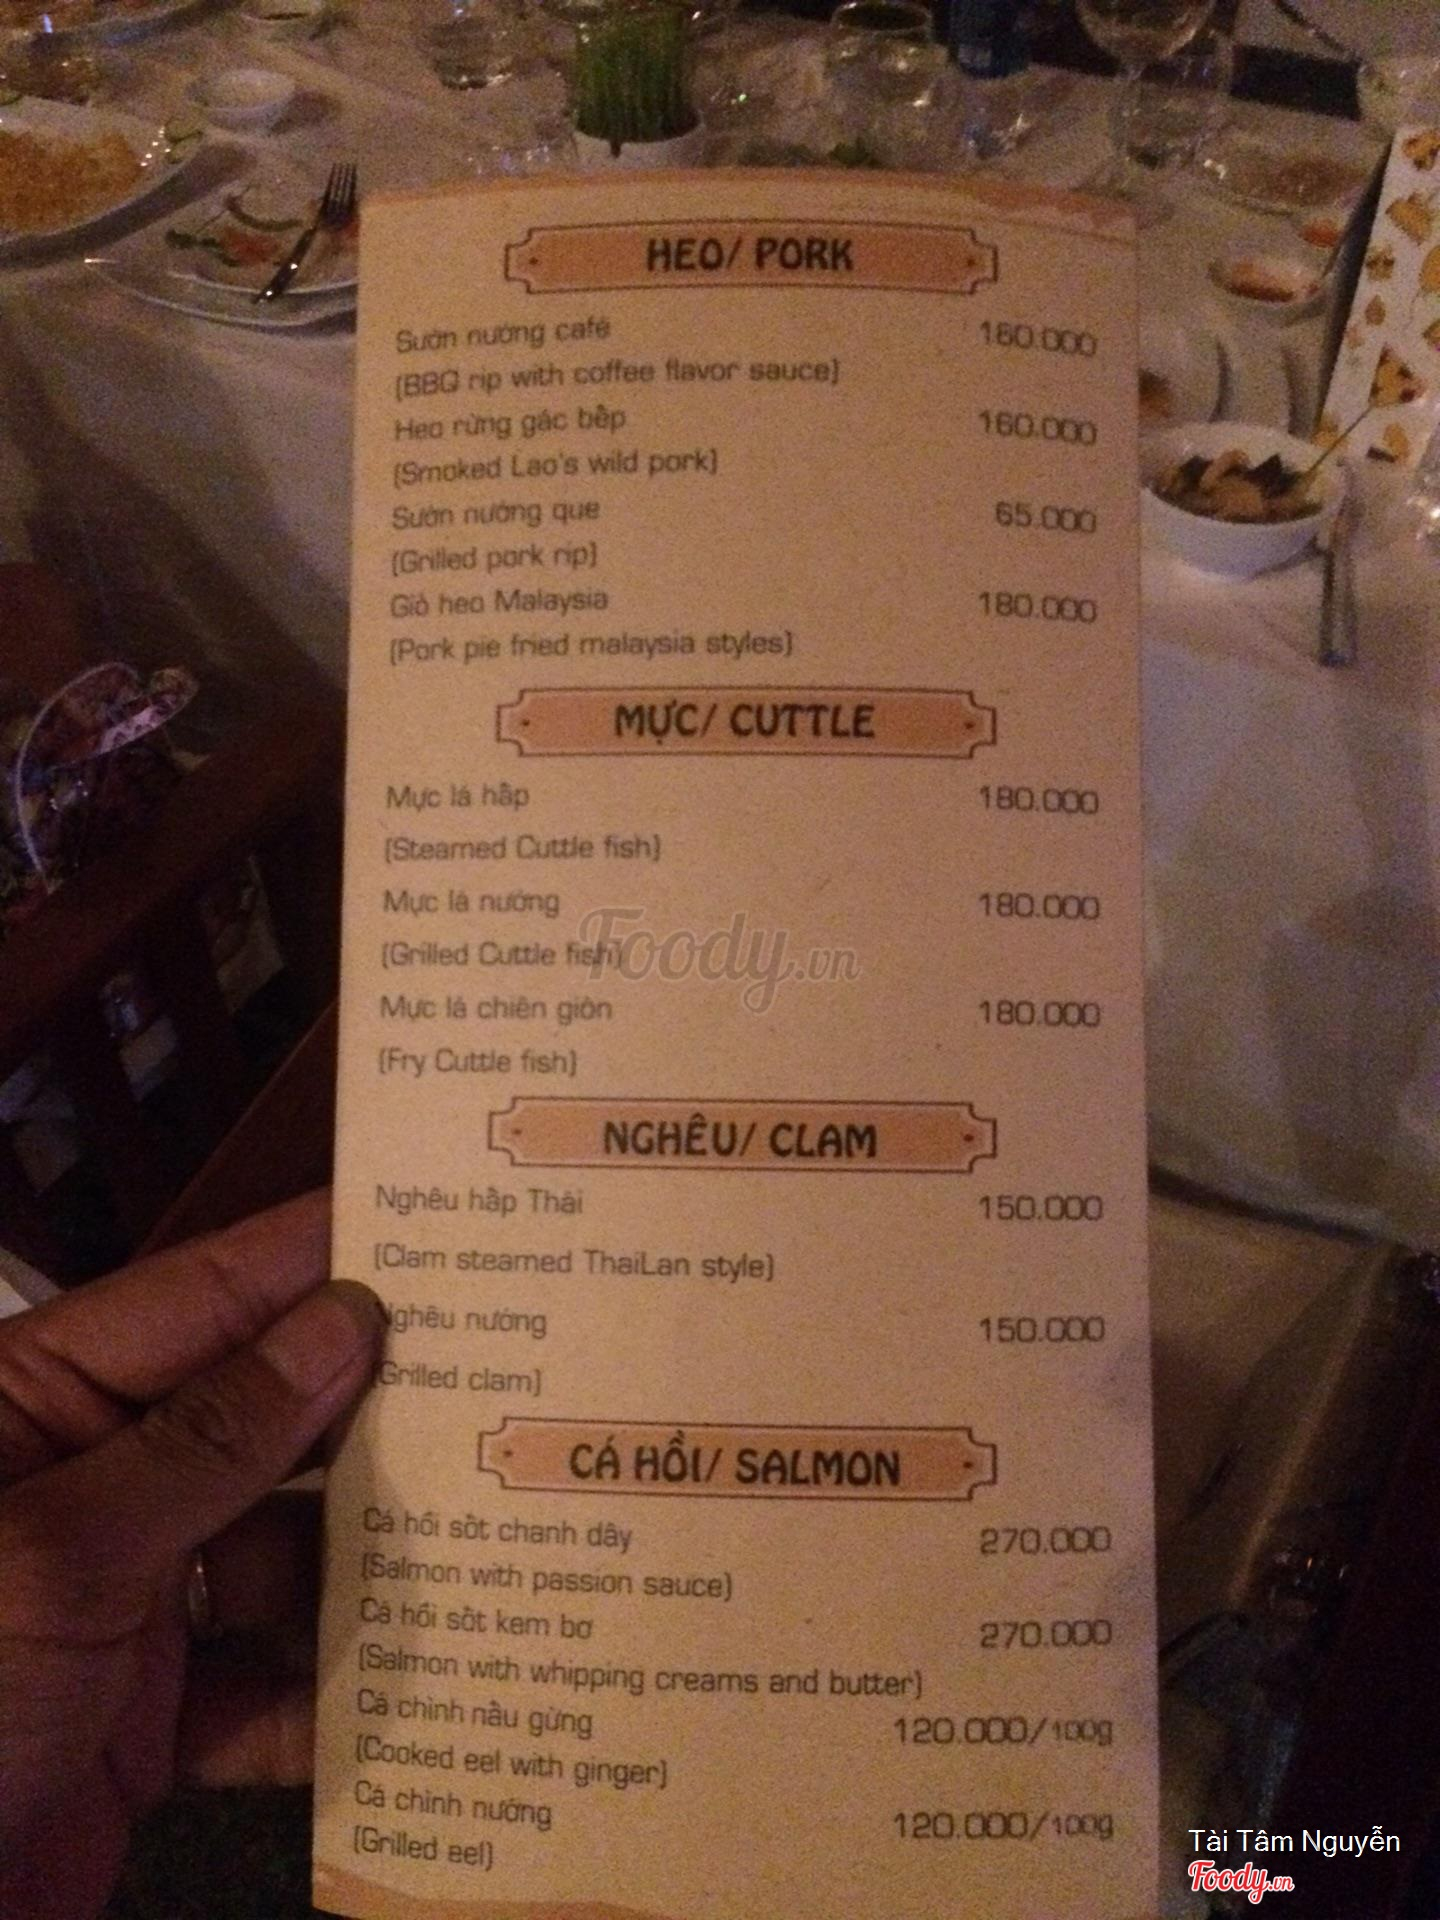 HEO/ PORK
Sườn nướng café 160.000
(BBQ rip with coffee flavor sauce)
Heo rừng gác bếp 160.000
(Smoked Lao's wild pork)
Sườn nướng que 65.000
(Grilled pork rip)
Giò heo Malaysia 180.000
(Pork pie fried malaysia styles)
MỰC/ CUTTLE
Mực lá hấp 180.000
(Steamed Cuttle fish)
Mực lá nướng 180.000
(Grilled Cuttle fish)
Foody.vn
Mực lá chiên giòn 180.000
(Fry Cuttle fish)
NGHÊU/ CLAM
Nghêu hấp Thái 150.000
(Clam steamed ThaiLan style)
Nghêu nướng 150.000
(Grilled clam)
CÁ HỒI/ SALMON
Cá hồi sốt chanh dây 270.000
(Salmon with passion sauce)
Cá hồi sốt kem bơ 270.000
(Salmon with whipping creams and butter)
Cá chình nấu gừng 120.000/100g
(Cooked eel with ginger)
Cá chình nướng 120.000/100g
(Grilled eel)
Tài Tâm Nguyễn
Foody.vn